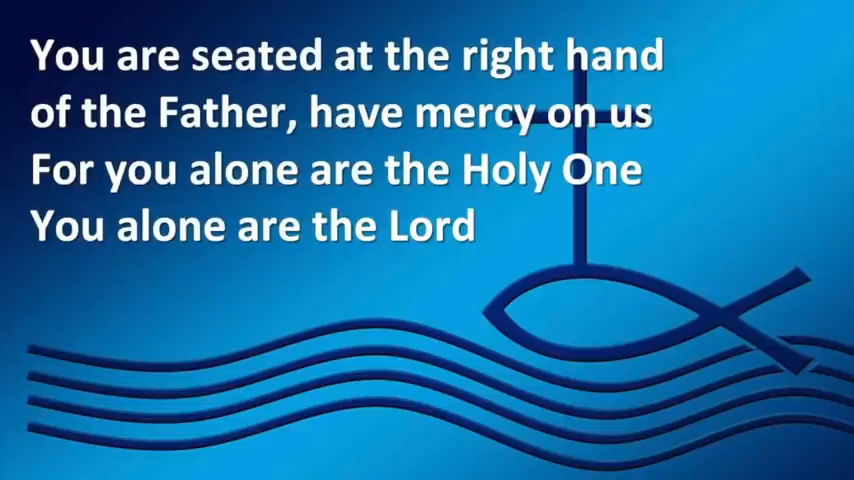 You are seated at the right hand
of the Father, have mercy on us
For you alone are the Holy One
You alone are the Lord